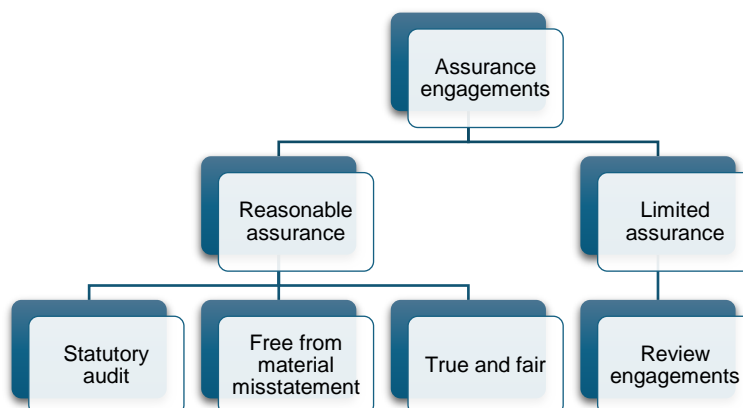 Assurance
engagements
Reasonable
assurance
Limited
assurance
Statutory
audit
Free from
material
misstatement
True and fair
Review
engagements